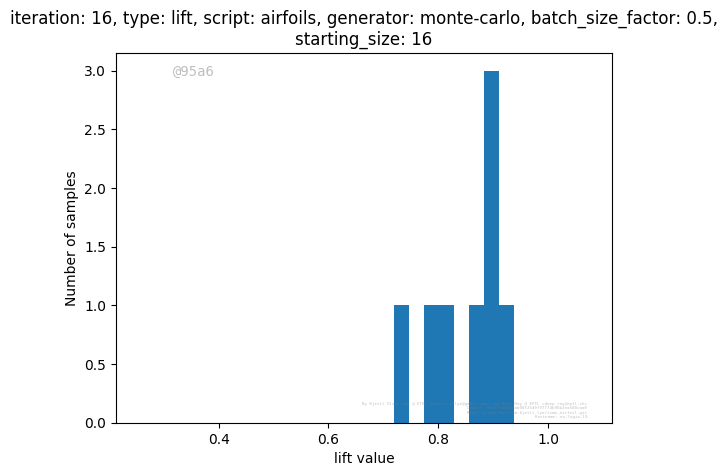 iteration: 16, type: lift, script: airfoils, generator: monte-carlo, batch_size_factor: 0.5,
starting_size: 16
@95a6
3.0
2.5
2.0
1.5
1.0
0.5
0.0
Number of samples
0.4 0.6 0.8 1.0
lift value